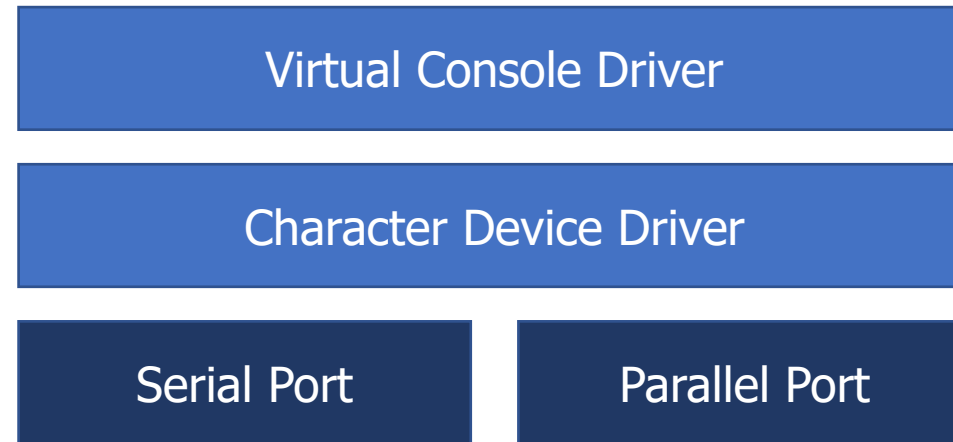 Virtual Console Driver
Character Device Driver
Serial Port
Parallel Port